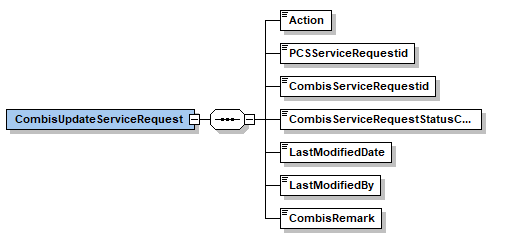 Action
PCSServiceRequestid
CombisServiceRequestid
CombisUpdateServiceRequest
CombisServiceRequestStatusC...
LastModifiedDate
LastModifiedBy
CombisRemark